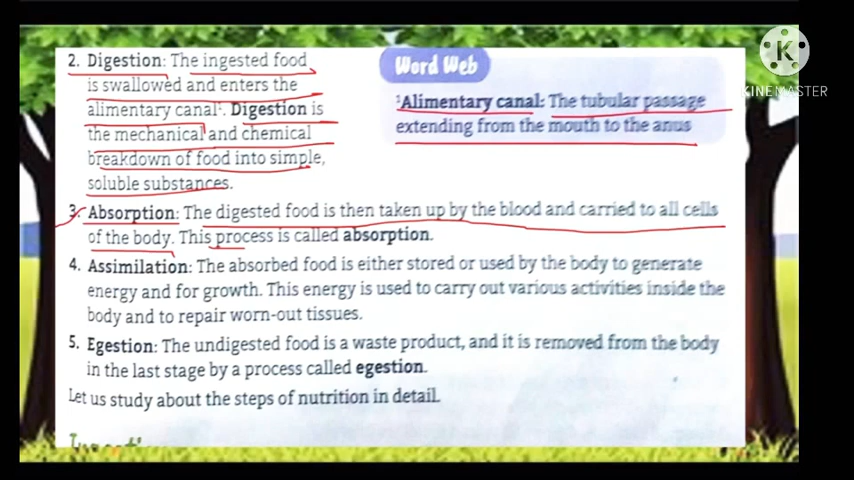 2. Digestion: The ingested food
is swallowed and enters the
alimentary canal¹. Digestion is
the mechanical and chemical
breakdown of food into simple,
soluble substances.
Word Web
¹Alimentary canal: The tubular passage
extending from the mouth to the anus
3. Absorption: The digested food is then taken up by the blood and carried to all cells
of the body. This process is called absorption.
4. Assimilation: The absorbed food is either stored or used by the body to generate
energy and for growth. This energy is used to carry out various activities inside the
body and to repair worn-out tissues.
5. Egestion: The undigested food is a waste product, and it is removed from the body
in the last stage by a process called egestion.
Let us study about the steps of nutrition in detail.
K
KINEMASTER